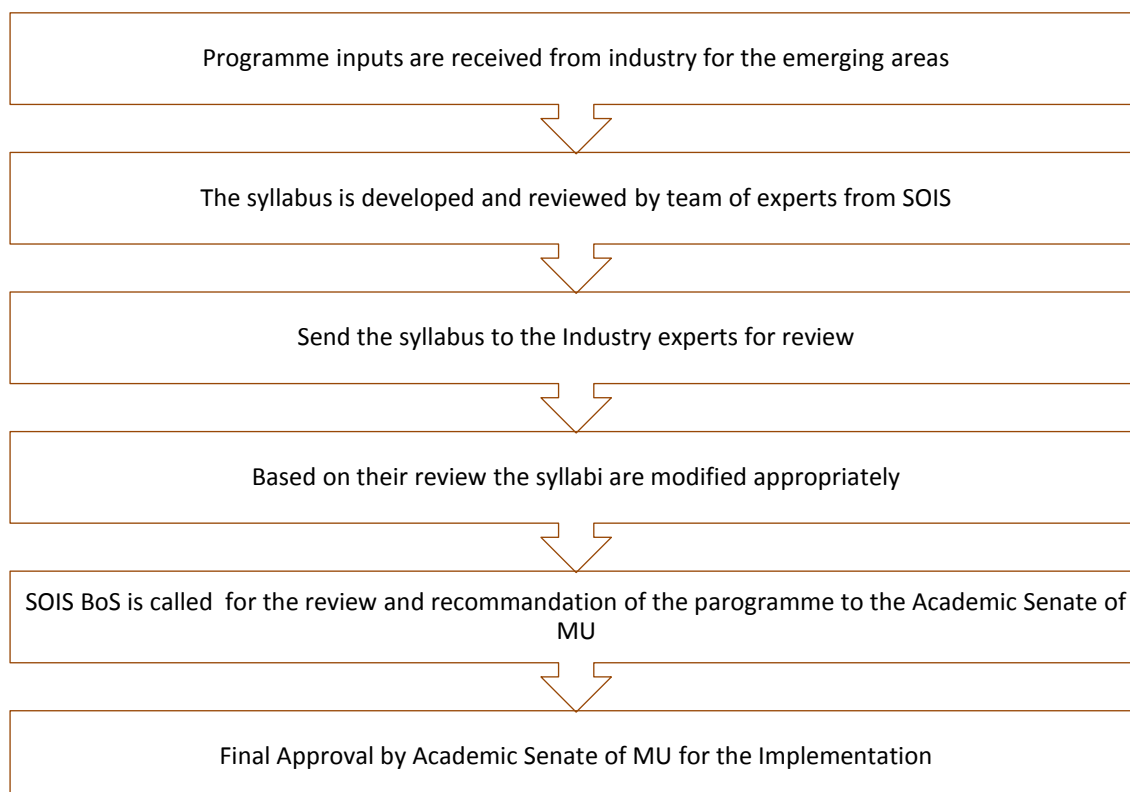 Programme inputs are received from industry for the emerging areas
The syllabus is developed and reviewed by team of experts from SOIS
Send the syllabus to the Industry experts for review
Based on their review the syllabi are modified appropriately
SOIS BoS is called  for the review and recommandation of the parogramme to the Academic Senate of
MU
Final Approval by Academic Senate of MU for the Implementation